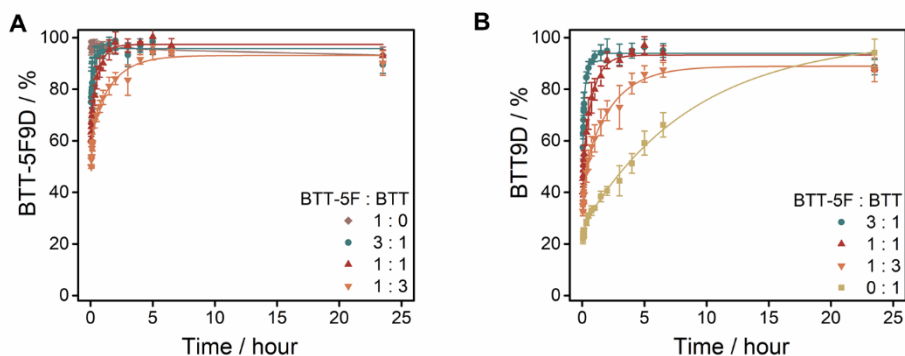 A
BTT-5F9D / %
100
80
60
40
20
0
BTT-5F : BTT
1 : 0
3 : 1
1 : 1
1 : 3
0 5 10 15 20 25
Time / hour
B
BTT9D / %
100
80
60
40
20
0
BTT-5F : BTT
3 : 1
1 : 1
1 : 3
0 : 1
0 5 10 15 20 25
Time / hour